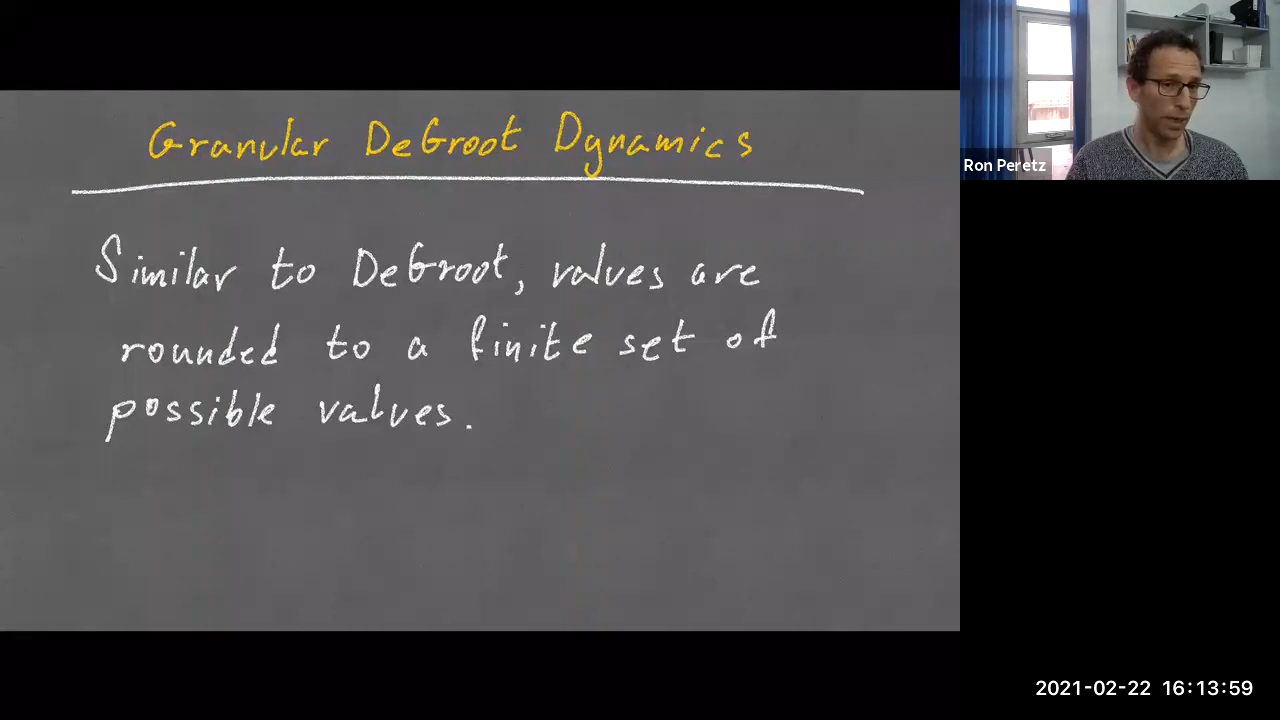 Granular DeGroot Dynamics
Similar to DeGroot, values are
rounded to a finite set of
possible values.
Ron Peretz
2021-02-22 16:13:59